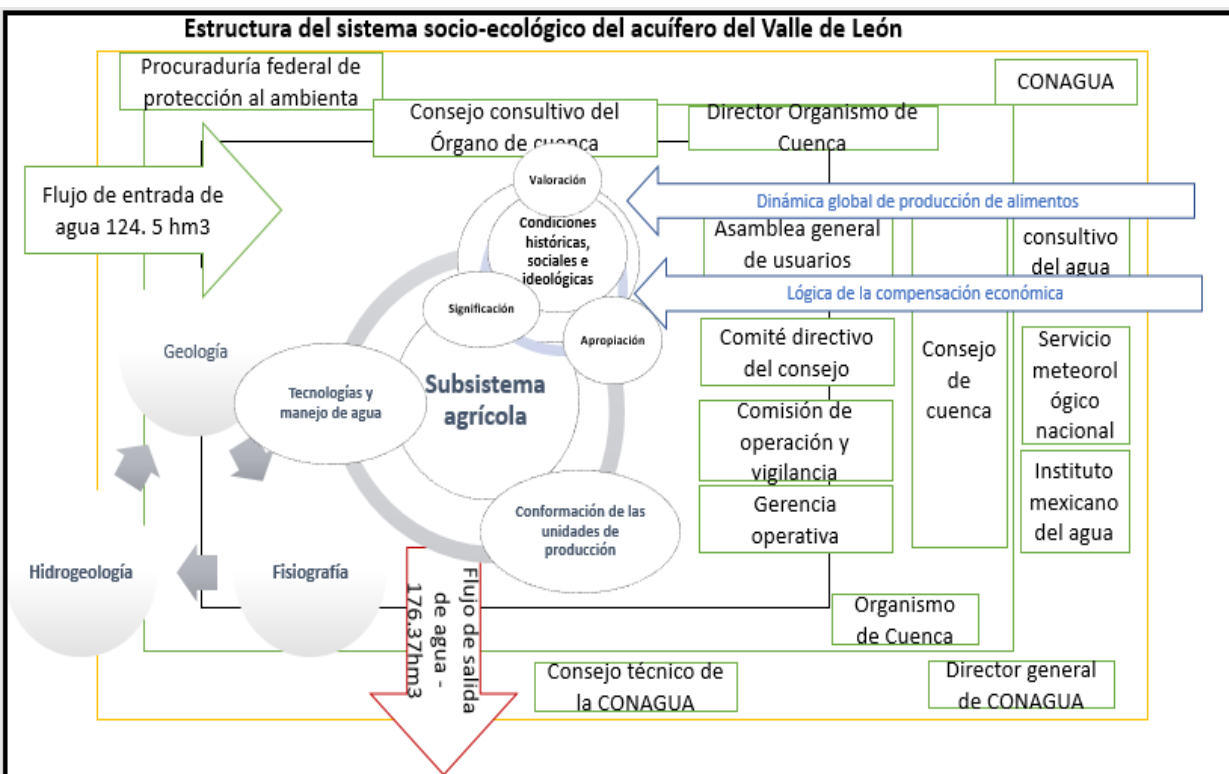 Estructura del sistema socio-ecológico del acuífero del Valle de León
Procuraduría federal de
protección al ambienta
CONAGUA
Consejo consultivo del
Órgano de cuenca
Director Organismo de
Cuenca
Flujo de entrada de
agua 124. 5 hm3
Valoración
Condiciones
históricas,
sociales e
ideológicas
Significación
Apropiación
Dinámica global de producción de alimentos
Asamblea general
de usuarios
consultivo
del agua
Lógica de la compensación económica
Geología
Tecnologías y
manejo de agua
Subsistema
agrícola
Comité directivo
del consejo
Consejo
de
cuenca
Servicio
meteorol
ógico
nacional
Comisión de
operación y
vigilancia
Gerencia
operativa
Instituto
mexicano
del agua
Conformación de las
unidades de
producción
Hidrogeología
Fisiografía
Flujo de salida
de agua -
176.37hm3
Organismo
de Cuenca
Consejo técnico de
la CONAGUA
Director general
de CONAGUA